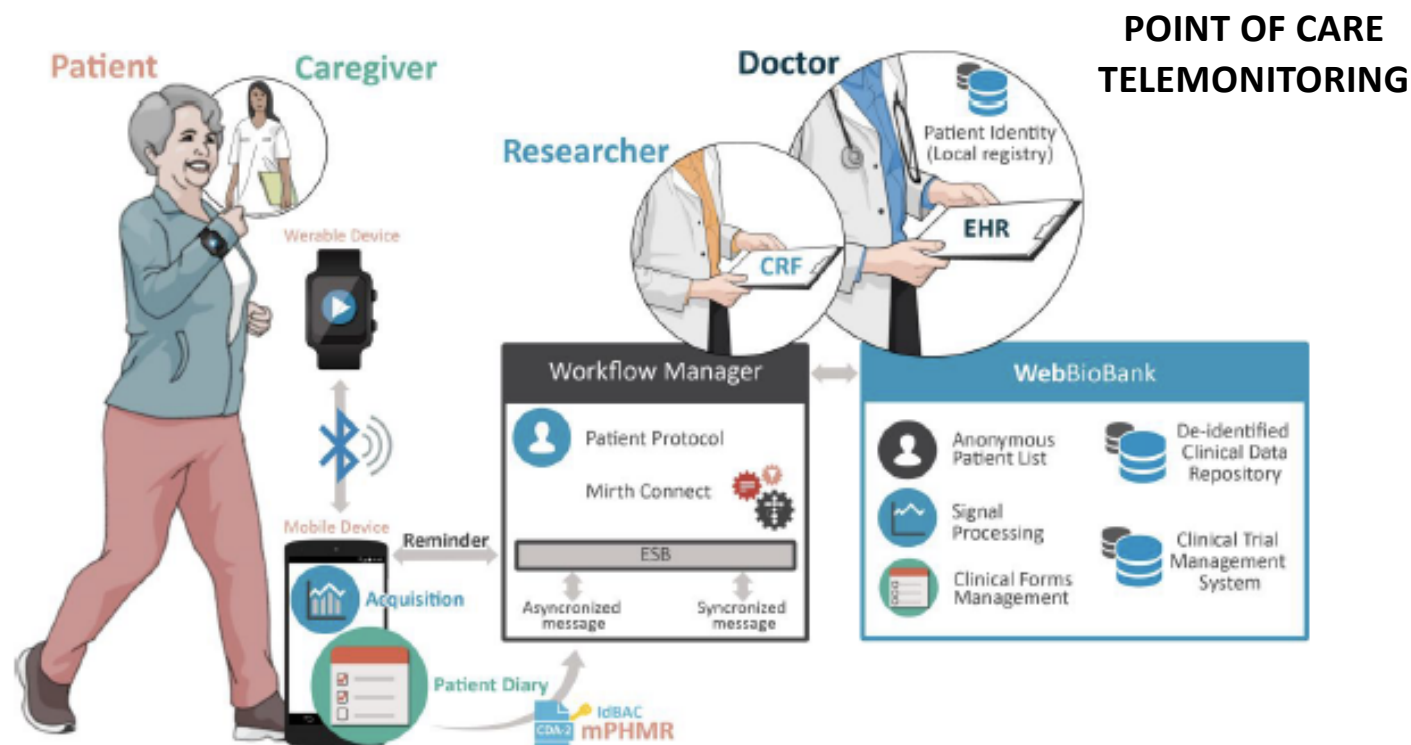 POINT OF CARE
TELEMONITORING
Patient
Caregiver
Doctor
Researcher
Patient Identity
(Local registry)
EHR
CRF
Werable Device
Mobile Device
Reminder
Acquisition
Patient Diary
CDA-2
IdBAC
mPHMR
Workflow Manager
Patient Protocol
Mirth Connect
ESB
Asyncronized
message
Syncronized
message
WebBioBank
Anonymous
Patient List
Signal
Processing
Clinical Forms
Management
De-identified
Clinical Data
Repository
Clinical Trial
Management
System